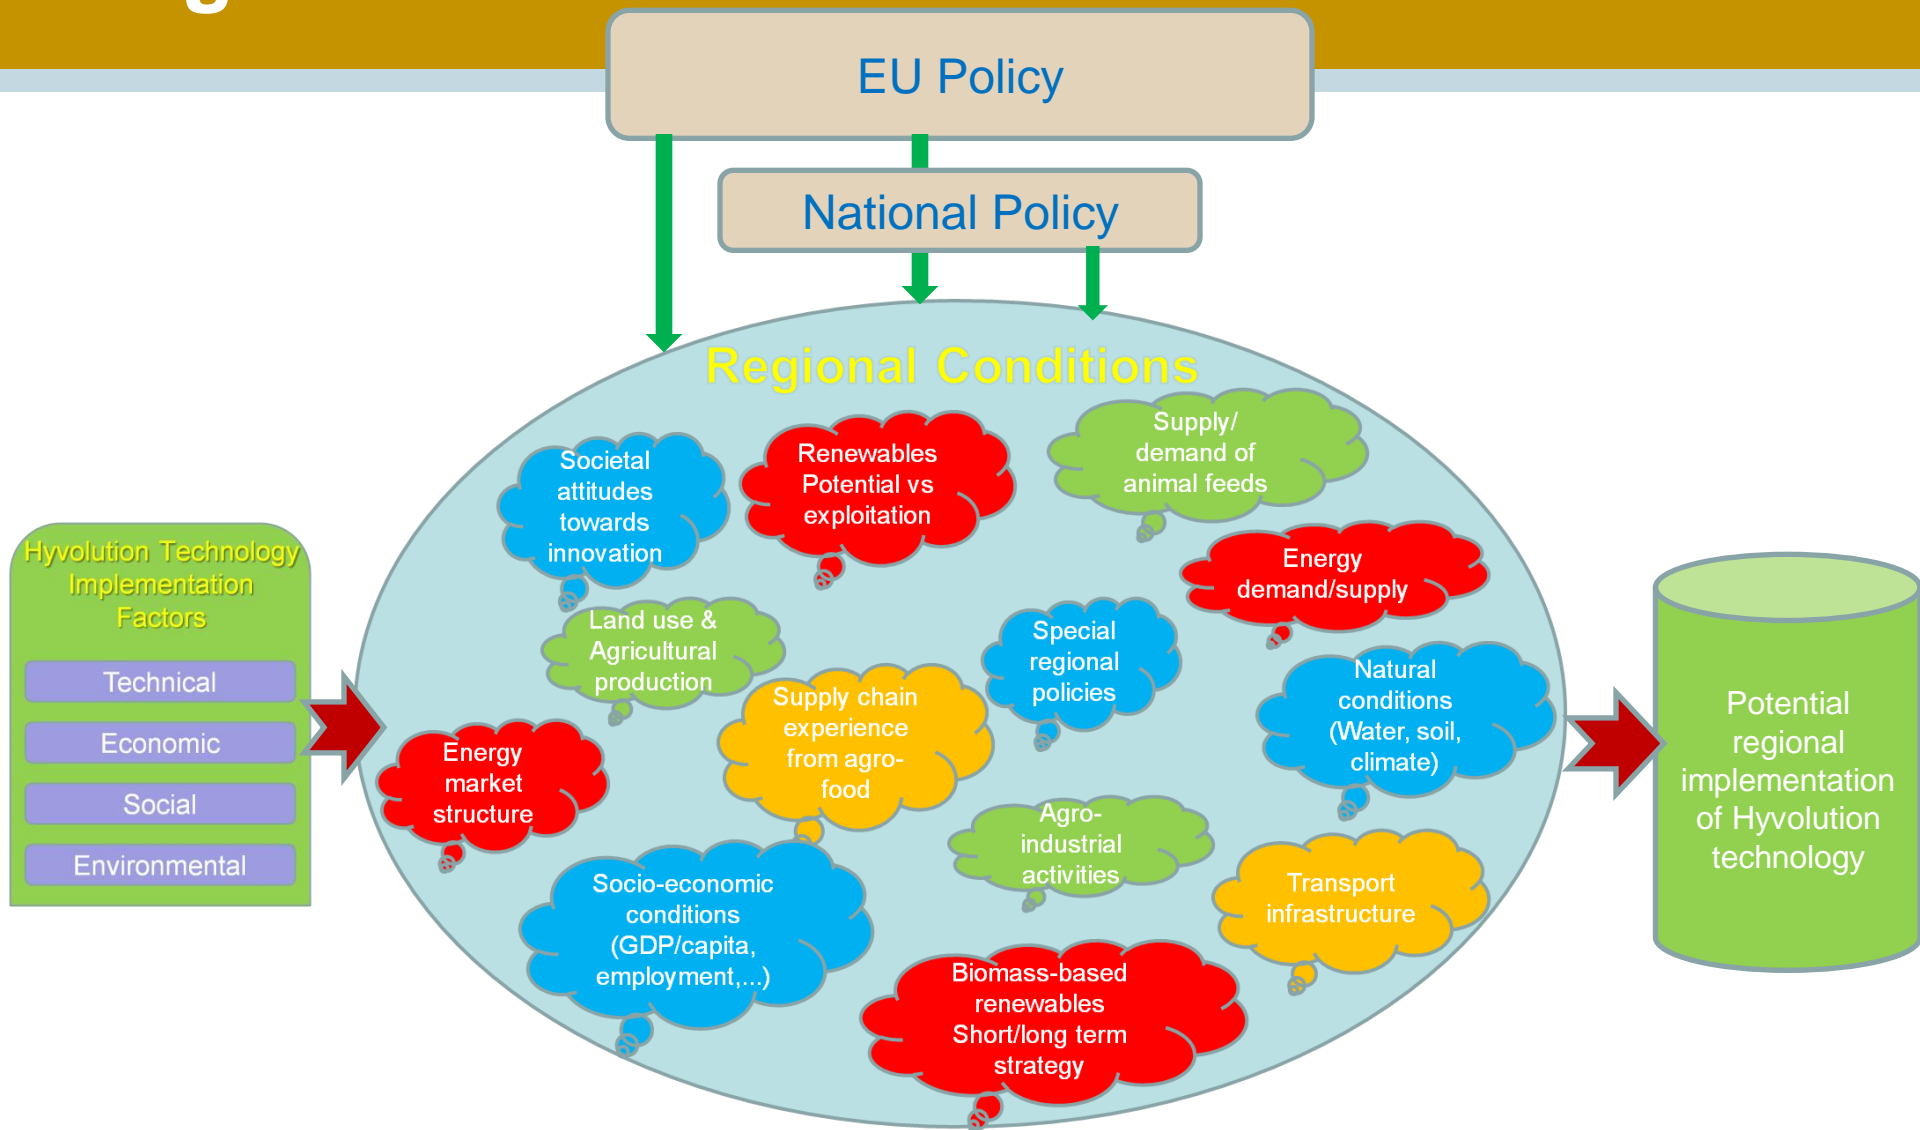 EU Policy
National Policy
Regional Conditions
Societal
attitudes
towards
innovation
Renewables
Potential vs
exploitation
Supply/
demand of
animal feeds
Energy
demand/supply
Land use &
Agricultural
production
Special
regional
policies
Natural
conditions
(Water, soil,
climate)
Supply chain
experience
from agro-
food
Energy
market
structure
Agro-
industrial
activities
Transport
infrastructure
Socio-economic
conditions
(GDP/capita,
employment,...)
Biomass-based
renewables
Short/long term
strategy
Hyvolution Technology
Implementation
Factors
Technical
Economic
Social
Environmental
Potential
regional
implementation
of Hyvolution
technology